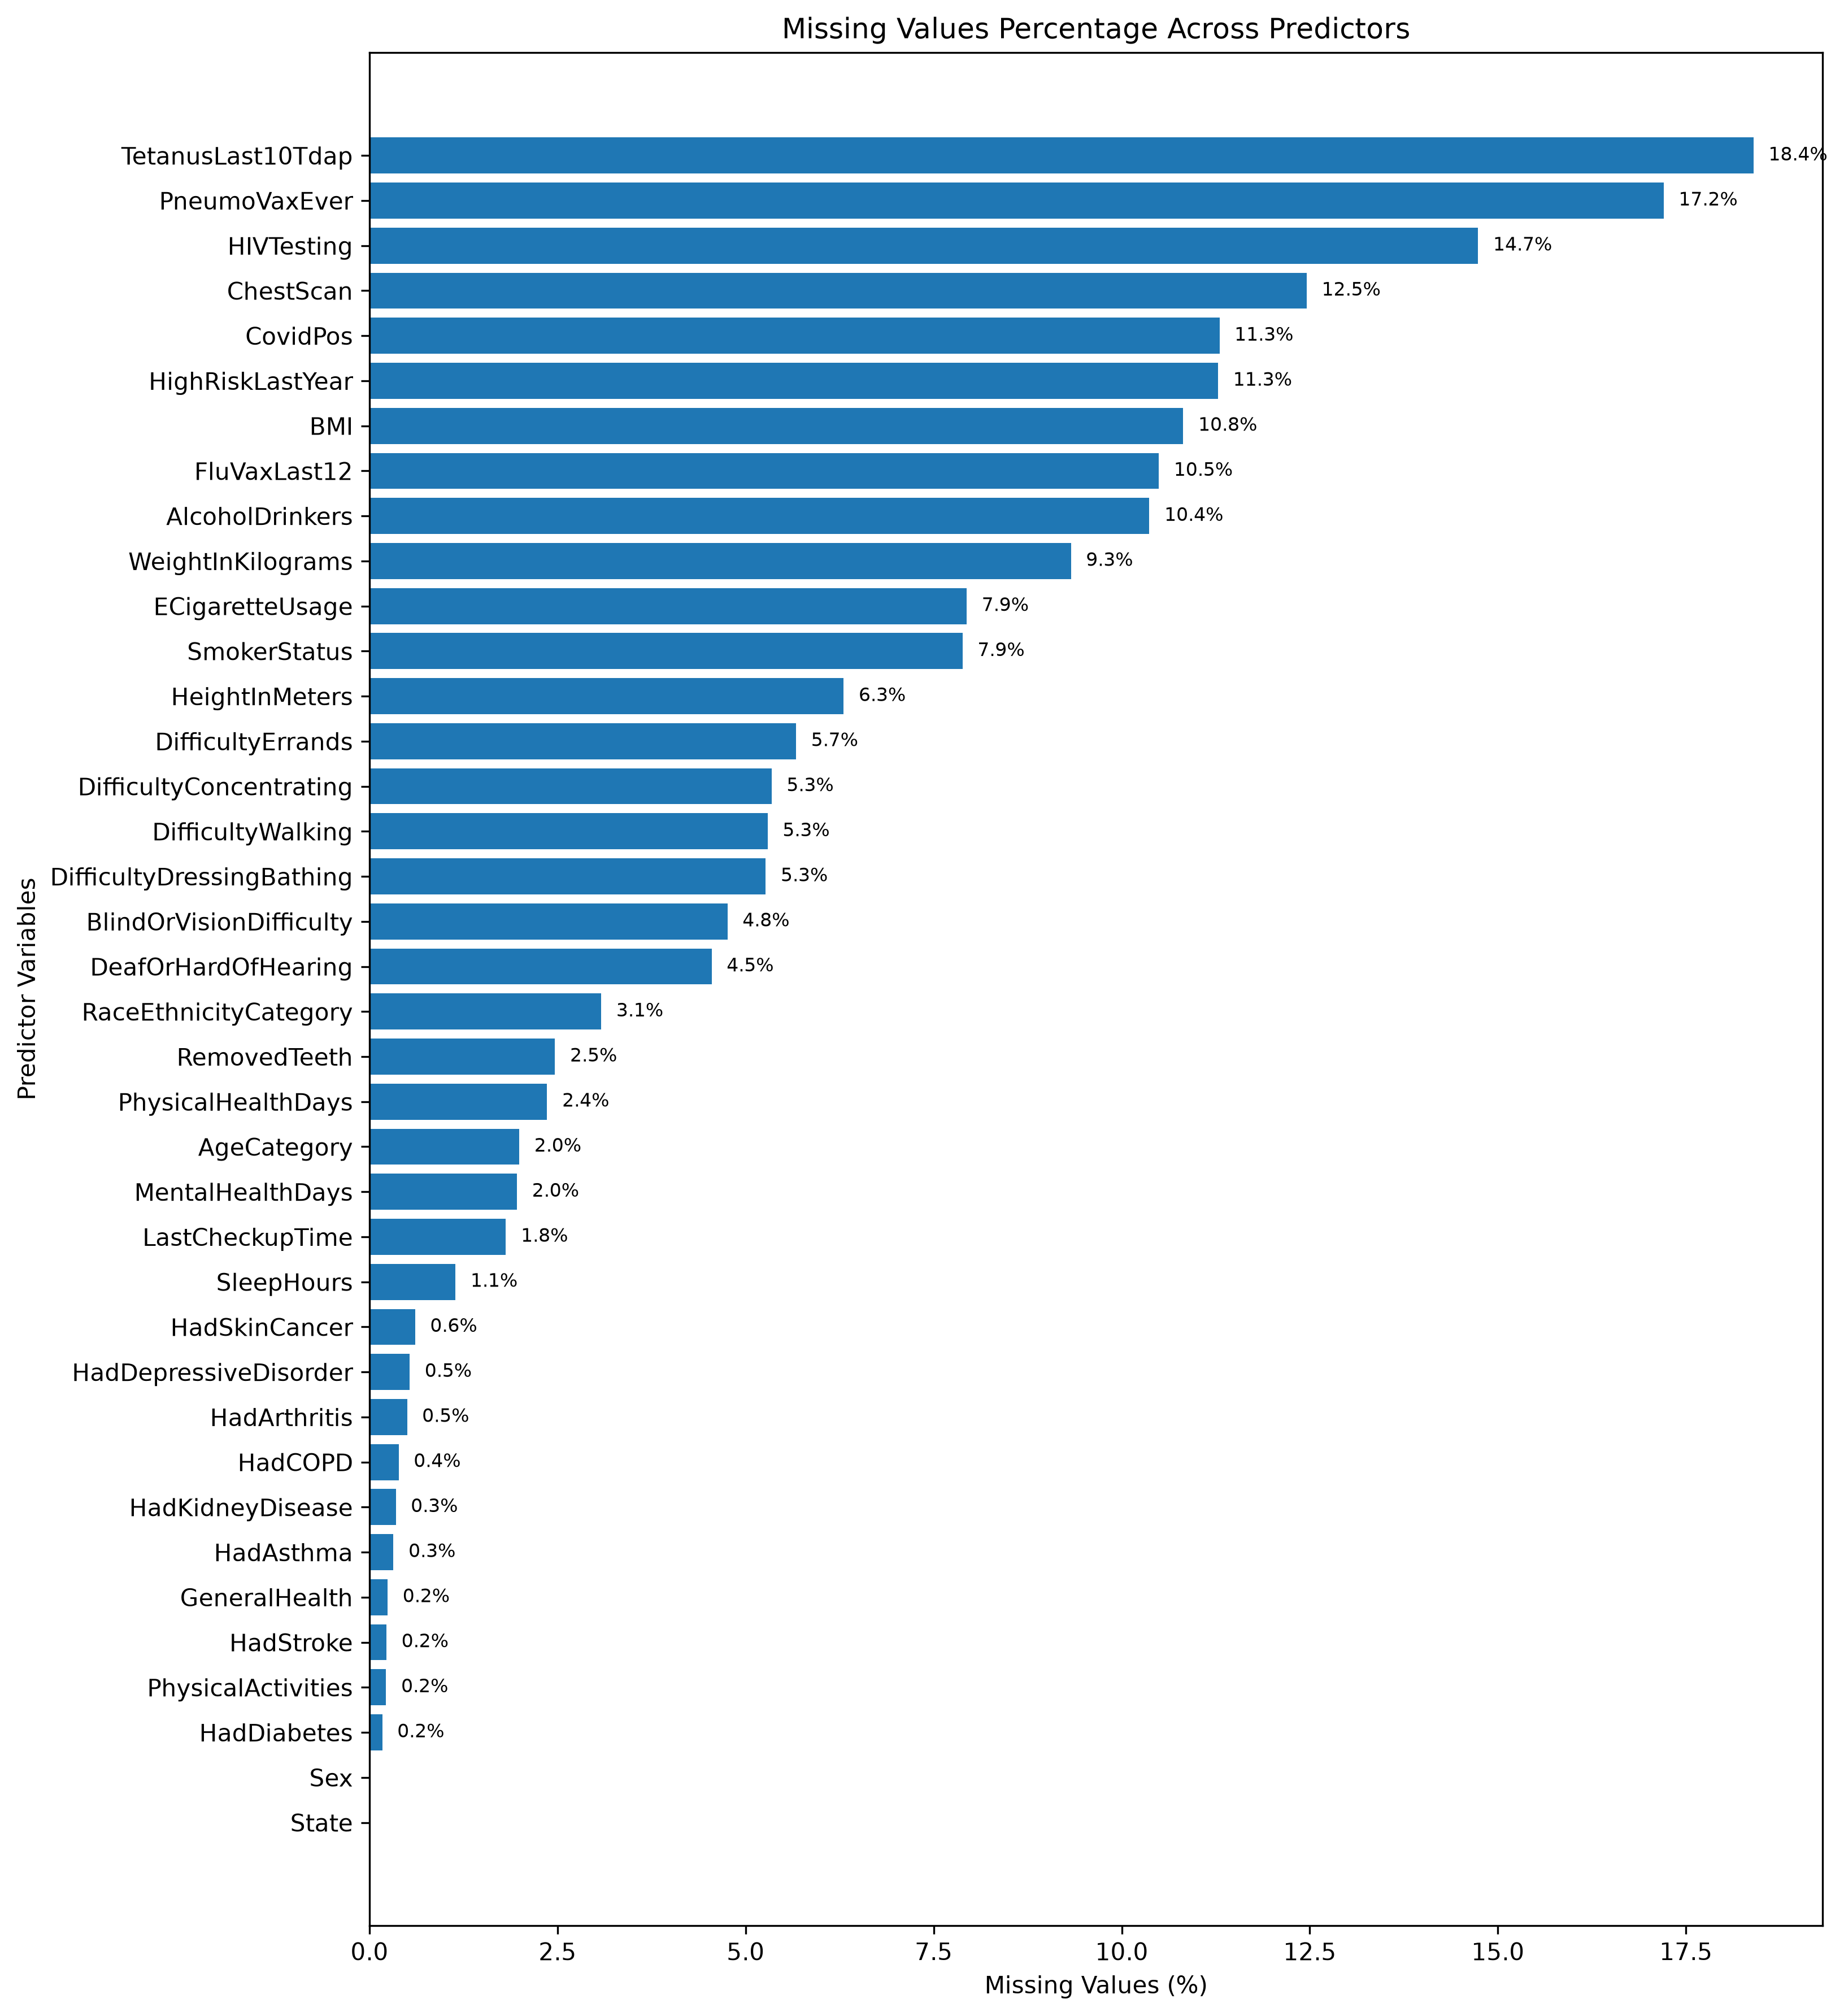 Missing Values Percentage Across Predictors
TetanusLast10Tdap 18.4%
PneumoVaxEver 17.2%
HIVTesting 14.7%
ChestScan 12.5%
CovidPos 11.3%
HighRiskLastYear 11.3%
BMI 10.8%
FluVaxLast12 10.5%
AlcoholDrinkers 10.4%
WeightInKilograms 9.3%
ECigaretteUsage 7.9%
SmokerStatus 7.9%
HeightInMeters 6.3%
DifficultyErrands 5.7%
DifficultyConcentrating 5.3%
DifficultyWalking 5.3%
DifficultyDressingBathing 5.3%
BlindOrVisionDifficulty 4.8%
DeafOrHardOfHearing 4.5%
RaceEthnicityCategory 3.1%
RemovedTeeth 2.5%
PhysicalHealthDays 2.4%
AgeCategory 2.0%
MentalHealthDays 2.0%
LastCheckupTime 1.8%
SleepHours 1.1%
HadSkinCancer 0.6%
HadDepressiveDisorder 0.5%
HadArthritis 0.5%
HadCOPD 0.4%
HadKidneyDisease 0.3%
HadAsthma 0.3%
GeneralHealth 0.2%
HadStroke 0.2%
PhysicalActivities 0.2%
HadDiabetes 0.2%
Sex
State
Predictor Variables
0.0 2.5 5.0 7.5 10.0 12.5 15.0 17.5
Missing Values (%)